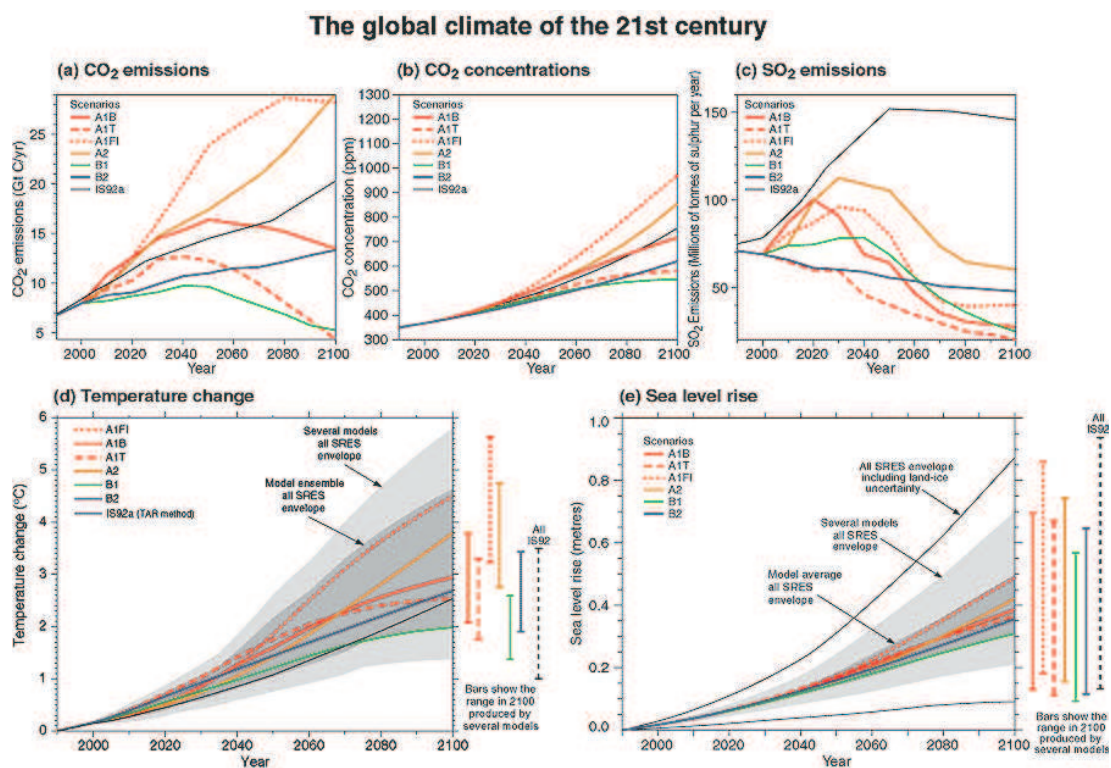 The global climate of the 21st century
(a) CO2 emissions
CO2 emissions (Gt C/yr)
25
20
15
10
5
Scenarios
A1B
A1T
A1FI
A2
B1
B2
IS92a
2000 2020 2040 2060 2080 2100
Year
(b) CO2 concentrations
CO2 concentration (ppm)
1300
1200
1100
1000
900
800
700
600
500
400
300
Scenarios
A1B
A1T
A1FI
A2
B1
B2
IS92a
2000 2020 2040 2060 2080 2100
Year
(c) SO2 emissions
SO2 Emissions (Millions of tonnes of sulphur per year)
150
100
50
Scenarios
A1B
A1T
A1FI
A2
B1
B2
IS92a
2000 2020 2040 2060 2080 2100
Year
(d) Temperature change
Temperature change (°C)
6
5
4
3
2
1
0
A1FI
A1B
A1T
A2
B1
B2
IS92a (TAR method)
Several models
all SRES
envelope
Model ensemble
all SRES
envelope
All
IS92
Bars show the
range in 2100
produced by
several models
2000 2020 2040 2060 2080 2100
Year
(e) Sea level rise
Sea level rise (metres)
1.0
0.8
0.6
0.4
0.2
0.0
Scenarios
A1B
A1T
A1FI
A2
B1
B2
All SRES envelope
including land-ice
uncertainty
Several models
all SRES
envelope
Model average
all SRES
envelope
All
IS92
Bars show the
range in 2100
produced by
several models
2000 2020 2040 2060 2080 2100
Year